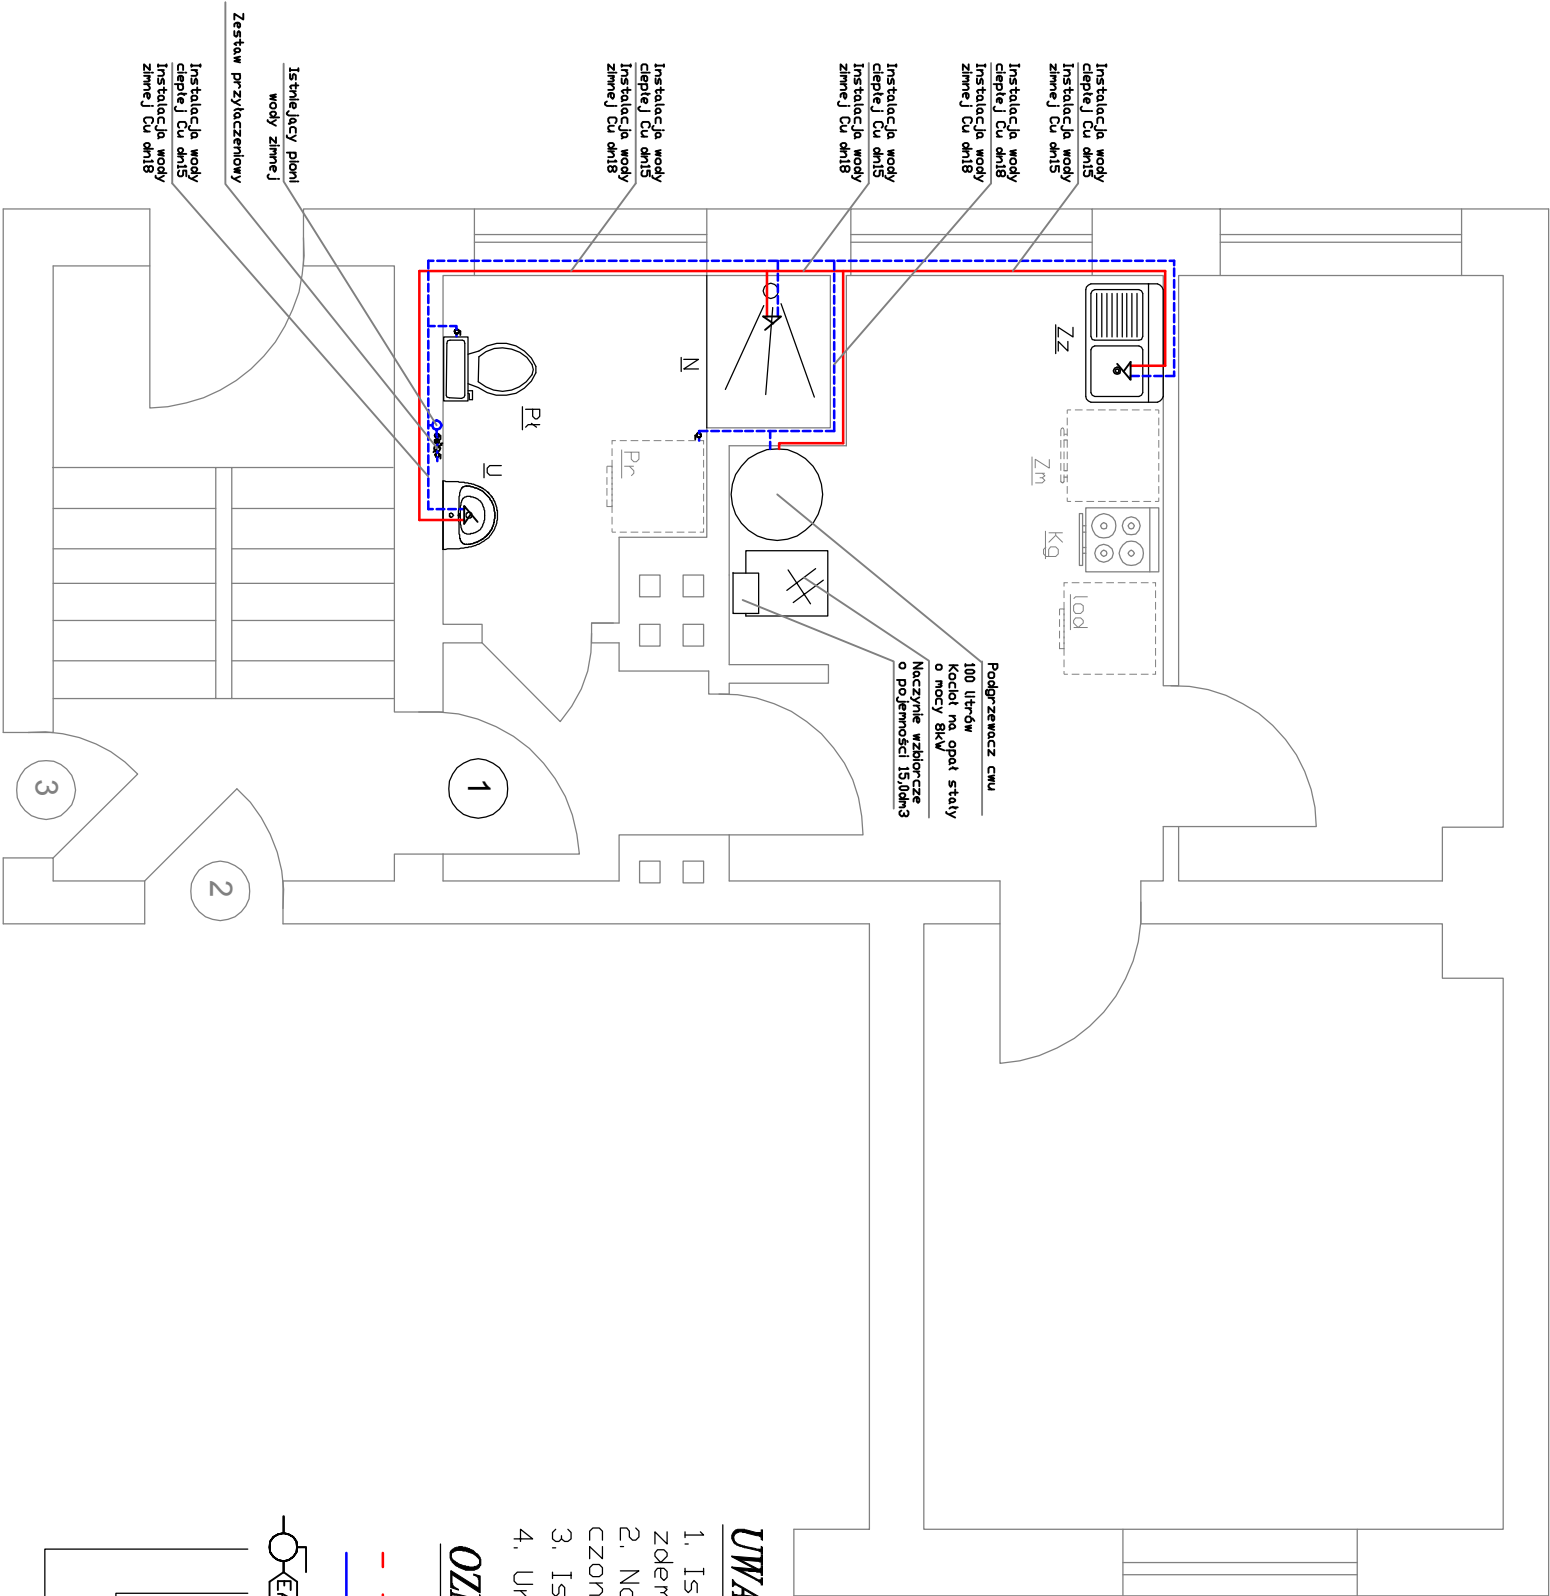 Instalacja wody
ciepłej Cu dn15
Instalacja wody
zimnej Cu dn15
Instalacja wody
ciepłej Cu dn15
Instalacja wody
zimnej Cu dn18
Instalacja wody
ciepłej Cu dn15
Instalacja wody
zimnej Cu dn18
Instalacja wody
ciepłej Cu dn15
Instalacja wody
zimnej Cu dn18
Istniejacy pion
wody zimnej
Zestaw przyłaczeniowy
Instalacja wody
ciepłej Cu dn15
Instalacja wody
zimnej Cu dn18
Zz
N
Pł
U
Pr
Zm
Kg
Lod
Podgrzewacz cwu
100 litrów
Kocioł na opał stały
o mocy 8kW
Naczynie wzbiorcze
o pojemności 15,0dm3
1
2
3
UWA
1. Is
zdem
2. Na
czon
3. Is
4. Ur
OZ